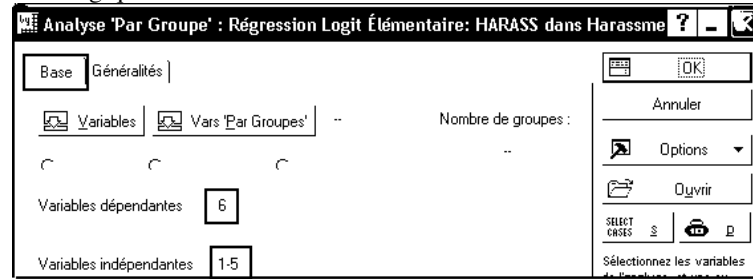 Analyse 'Par Groupe' : Régression Logit Élémentaire: HARASS dans Harassme
Base Généralités OK
Annuler
Variables Vars 'Par Groupes' -- Nombre de groupes :
--
Options
Ouvrir
Variables dépendantes 6
SELECT CASES S D
Variables indépendantes 1-5
Sélectionnez les variables